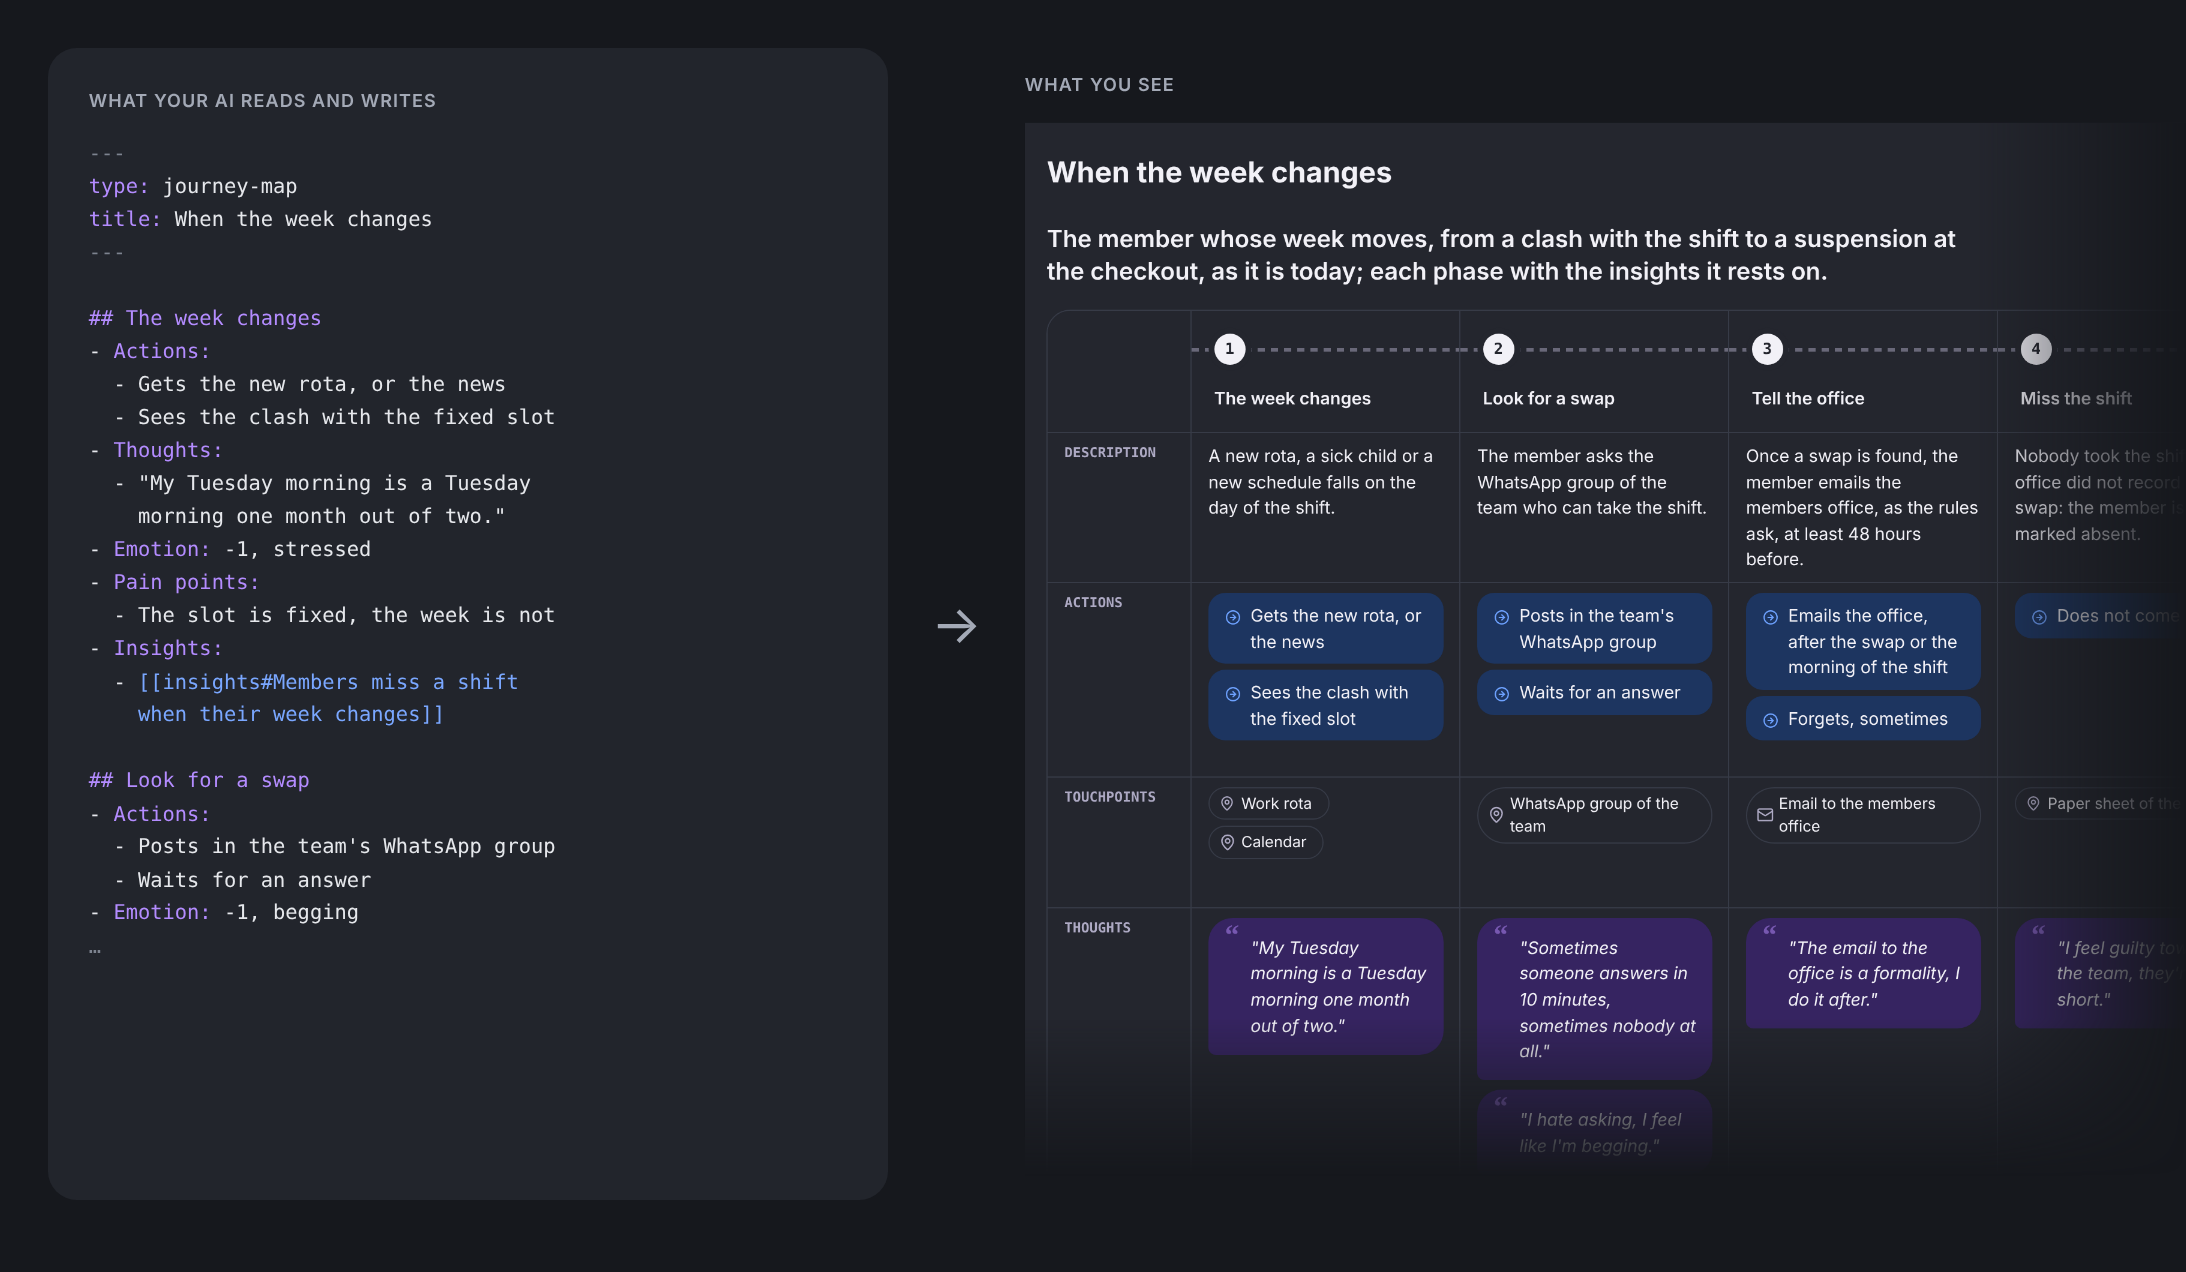 WHAT YOUR AI READS AND WRITES
---
type: journey-map
title: When the week changes
---
## The week changes
- Actions:
- Gets the new rota, or the news
- Sees the clash with the fixed slot
- Thoughts:
- "My Tuesday morning is a Tuesday
morning one month out of two."
- Emotion: -1, stressed
- Pain points:
- The slot is fixed, the week is not
- Insights:
- [[insights#Members miss a shift
when their week changes]]
## Look for a swap
- Actions:
- Posts in the team's WhatsApp group
- Waits for an answer
- Emotion: -1, begging
…
WHAT YOU SEE
When the week changes
The member whose week moves, from a clash with the shift to a suspension at
the checkout, as it is today; each phase with the insights it rests on.
1
2
3
4
The week changes
Look for a swap
Tell the office
Miss the shift
DESCRIPTION
A new rota, a sick child or a
new schedule falls on the
day of the shift.
The member asks the
WhatsApp group of the
team who can take the shift.
Once a swap is found, the
member emails the
members office, as the rules
ask, at least 48 hours
before.
Nobody took the
office did not record
swap: the member is
marked absent.
ACTIONS
Gets the new rota, or
the news
Sees the clash with
the fixed slot
Posts in the team's
WhatsApp group
Waits for an answer
Emails the office,
after the swap or the
morning of the shift
Forgets, sometimes
Does not come
TOUCHPOINTS
Work rota
Calendar
WhatsApp group of the
team
Email to the members
office
Paper sheet of the
THOUGHTS
"My Tuesday
morning is a Tuesday
morning one month
out of two."
"Sometimes
someone answers in
10 minutes,
sometimes nobody at
all."
"I hate asking, I feel
like I'm begging."
"The email to the
office is a formality, I
do it after."
"I feel guilty
the team,
short."